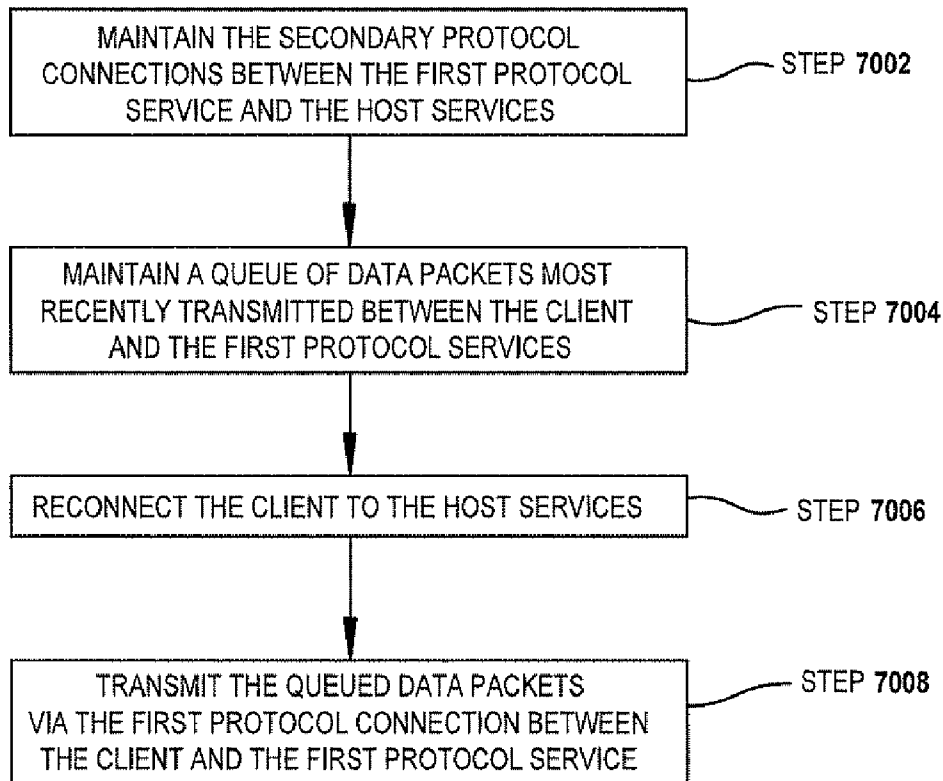 MAINTAIN THE SECONDARY PROTOCOL
CONNECTIONS BETWEEN THE FIRST PROTOCOL
SERVICE AND THE HOST SERVICES
STEP 7002
MAINTAIN A QUEUE OF DATA PACKETS MOST
RECENTLY TRANSMITTED BETWEEN THE CLIENT
AND THE FIRST PROTOCOL SERVICES
STEP 7004
RECONNECT THE CLIENT TO THE HOST SERVICES
STEP 7006
TRANSMIT THE QUEUED DATA PACKETS
VIA THE FIRST PROTOCOL CONNECTION BETWEEN
THE CLIENT AND THE FIRST PROTOCOL SERVICE
STEP 7008